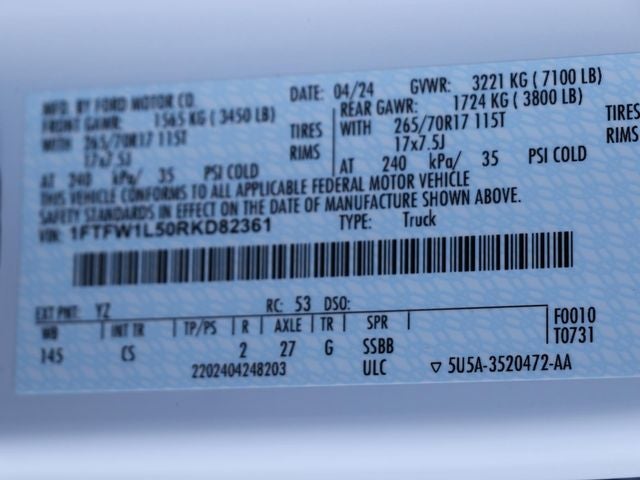 MFD. BY FORD MOTOR CO. DATE: 04/24 GVWR: 3221 KG ( 7100 LB)
FRONT GAWR: 1565 KG ( 3450 LB) REAR GAWR: 1724 KG ( 3800 LB)
WITH 265/70R17 115T TIRES WITH 265/70R17 115T TIRES
17x7.5J RIMS 17x7.5J RIMS
AT 240 kPa/ 35 PSI COLD AT 240 kPa/ 35 PSI COLD
THIS VEHICLE CONFORMS TO ALL APPLICABLE FEDERAL MOTOR VEHICLE
SAFETY STANDARDS IN EFFECT ON THE DATE OF MANUFACTURE SHOWN ABOVE.
VIN: 1FTFW1L50RKD82361 TYPE: Truck
EXT PNT: YZ RC: 53 DSO:
WB INT TR TP/PS R AXLE TR SPR F0010
T0731
145 CS 2 27 G SSBB
2202404248203 ULC ▽ 5U5A-3520472-AA